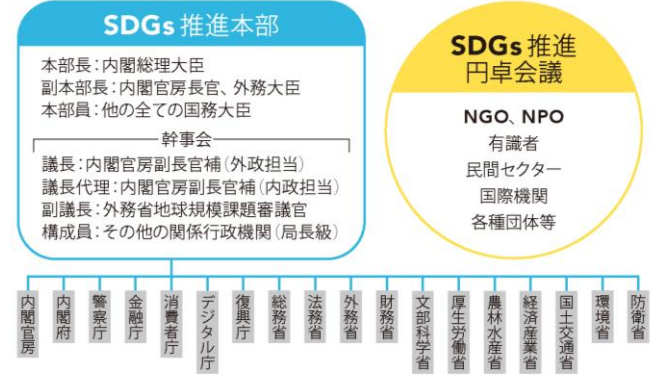 SDGs 推進本部
本部長：内閣総理大臣
副本部長：内閣官房長官、外務大臣
本部員：他の全ての国務大臣
幹事会
議長：内閣官房副長官補（外政担当）
議長代理：内閣官房副長官補（内政担当）
副議長：外務省地球規模課題審議官
構成員：その他の関係行政機関（局長級）
SDGs 推進
円卓会議
NGO、NPO
有識者
民間セクター
国際機関
各種団体等
内閣官房
内閣府
警察庁
金融庁
消費者庁
デジタル庁
復興庁
総務省
法務省
外務省
財務省
文部科学省
厚生労働省
農林水産省
経済産業省
国土交通省
環境省
防衛省